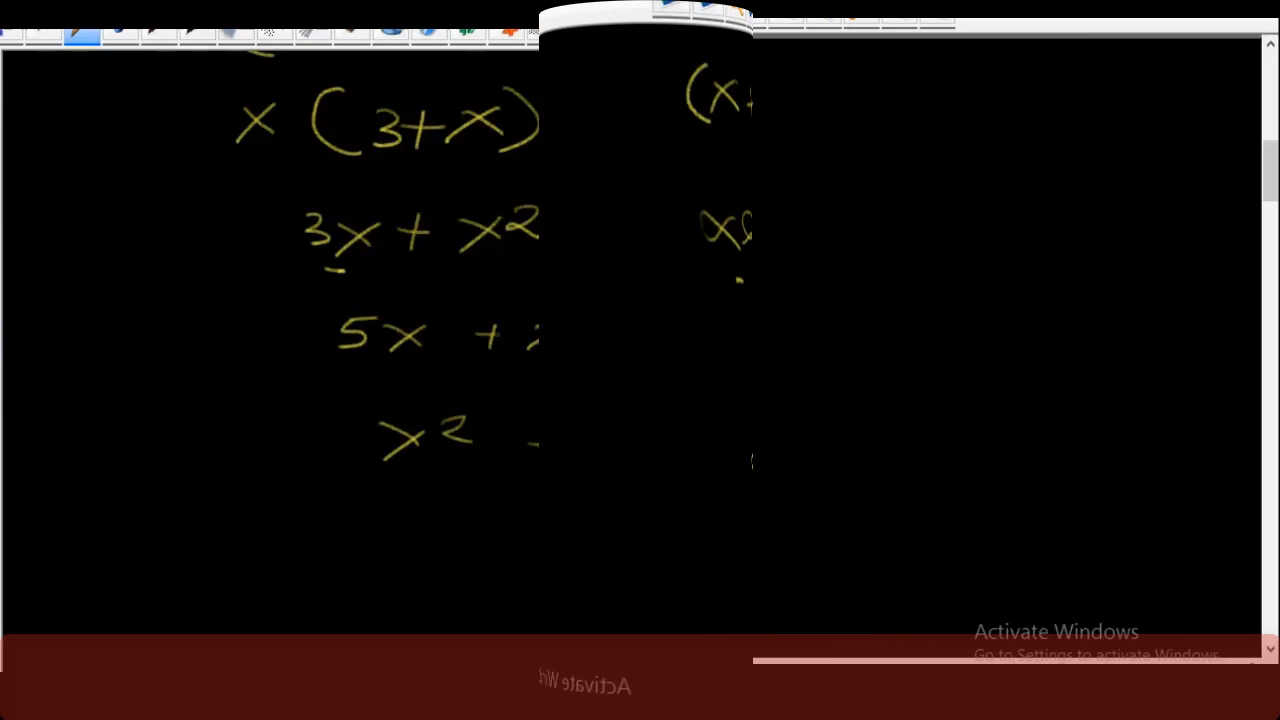 x (3+x) (x
3x + x2 x
5x +
x2 -
Activate Windows
Go to Settings to activate Windows.
Activate